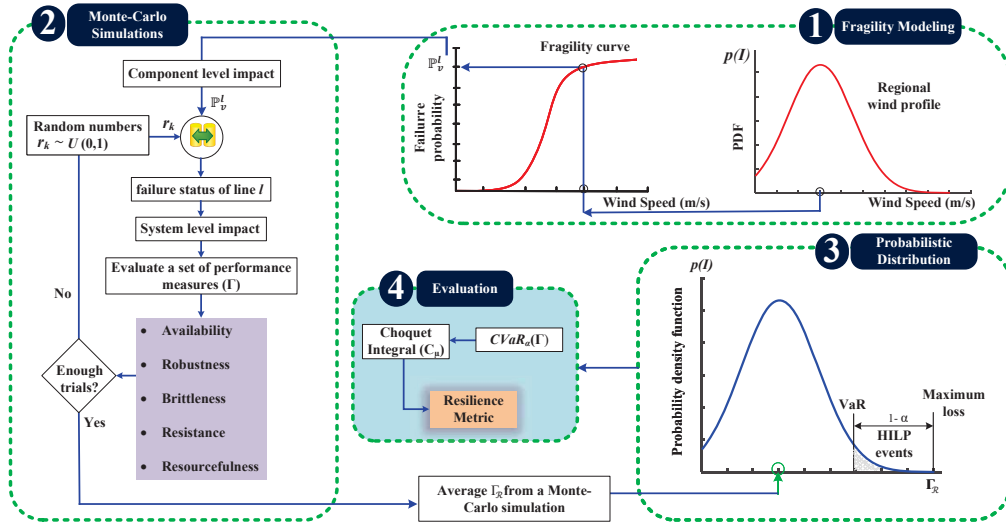 2
Monte-Carlo
Simulations
Component level impact
ℙ_v^l
Random numbers
r_k ~ U (0,1)
r_k
failure status of line l
System level impact
Evaluate a set of performance
measures (Γ)
• Availability
• Robustness
• Brittleness
• Resistance
• Resourcefulness
No
Enough
trials?
Yes
1
Fragility Modeling
Fragility curve
ℙ_v^l
Failurre
probability
Wind Speed (m/s)
p(I)
Regional
wind profile
PDF
Wind Speed (m/s)
3
Probabilistic
Distribution
p(I)
Probability density function
VaR
Maximum
loss
1- α
HILP
events
Γ_ℛ
4
Evaluation
Choquet
Integral (C_μ)
CVaR_α(Γ)
Resilience
Metric
Average Γ_ℛ from a Monte-
Carlo simulation